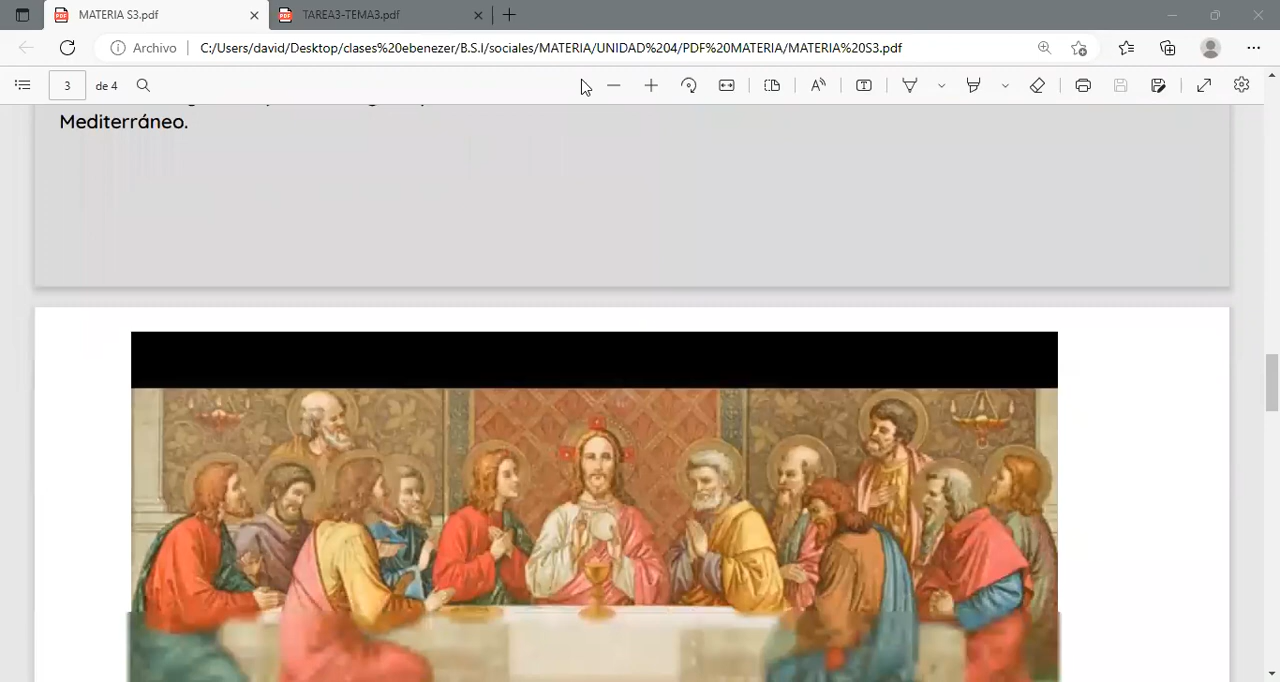 MATERIA S3.pdf
TAREA3-TEMA3.pdf
Archivo
C:/Users/david/Desktop/clases%20ebenezer/B.S.I/sociales/MATERIA/UNIDAD%204/PDF%20MATERIA/MATERIA%20S3.pdf
3
de 4
Mediterráneo.